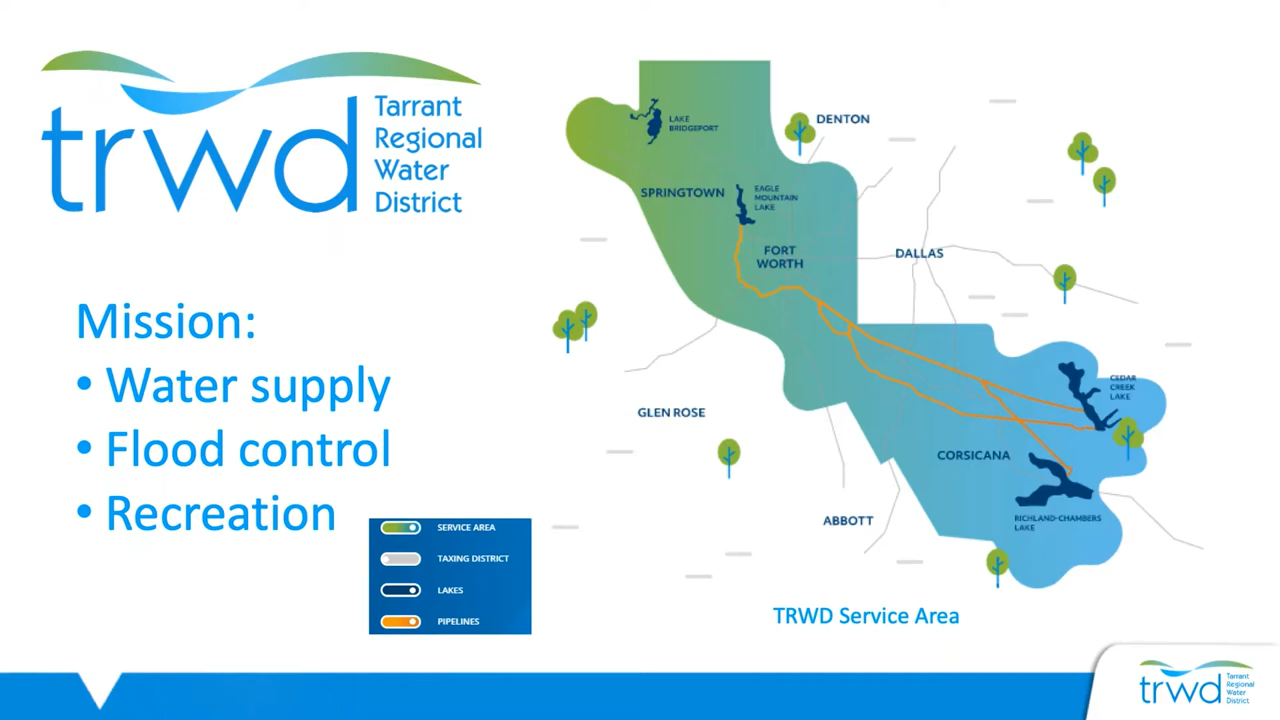 trwd
Tarrant
Regional
Water
District
Mission:
• Water supply
• Flood control
• Recreation
SERVICE AREA
TAXING DISTRICT
LAKES
PIPELINES
LAKE
BRIDGEPORT
DENTON
SPRINGTOWN
EAGLE
MOUNTAIN
LAKE
FORT
WORTH
DALLAS
CEDAR
CREEK
LAKE
GLEN ROSE
CORSICANA
ABBOTT
RICHLAND-CHAMBERS
LAKE
TRWD Service Area
trwd
Tarrant
Regional
Water
District